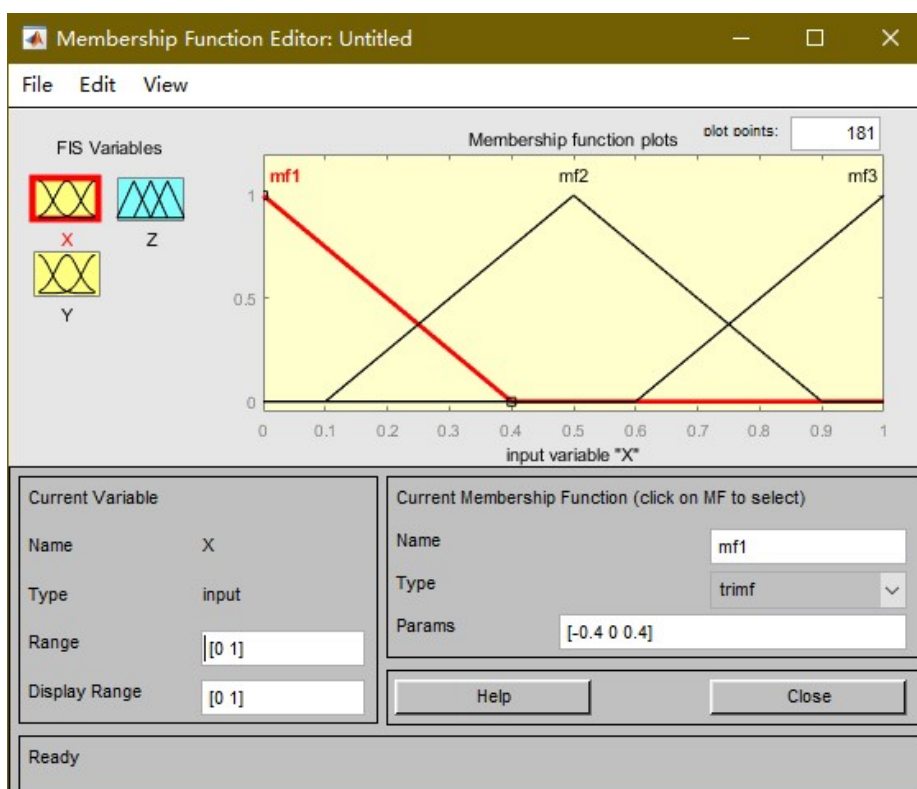 Membership Function Editor: Untitled
File Edit View
FIS Variables
Membership function plots
plot points:
181
X
Z
Y
mf1
mf2
mf3
1
0.5
0
0 0.1 0.2 0.3 0.4 0.5 0.6 0.7 0.8 0.9 1
input variable "X"
Current Variable
Name X
Type input
Range [0 1]
Display Range [0 1]
Current Membership Function (click on MF to select)
Name mf1
Type trimf
Params [-0.4 0 0.4]
Help Close
Ready